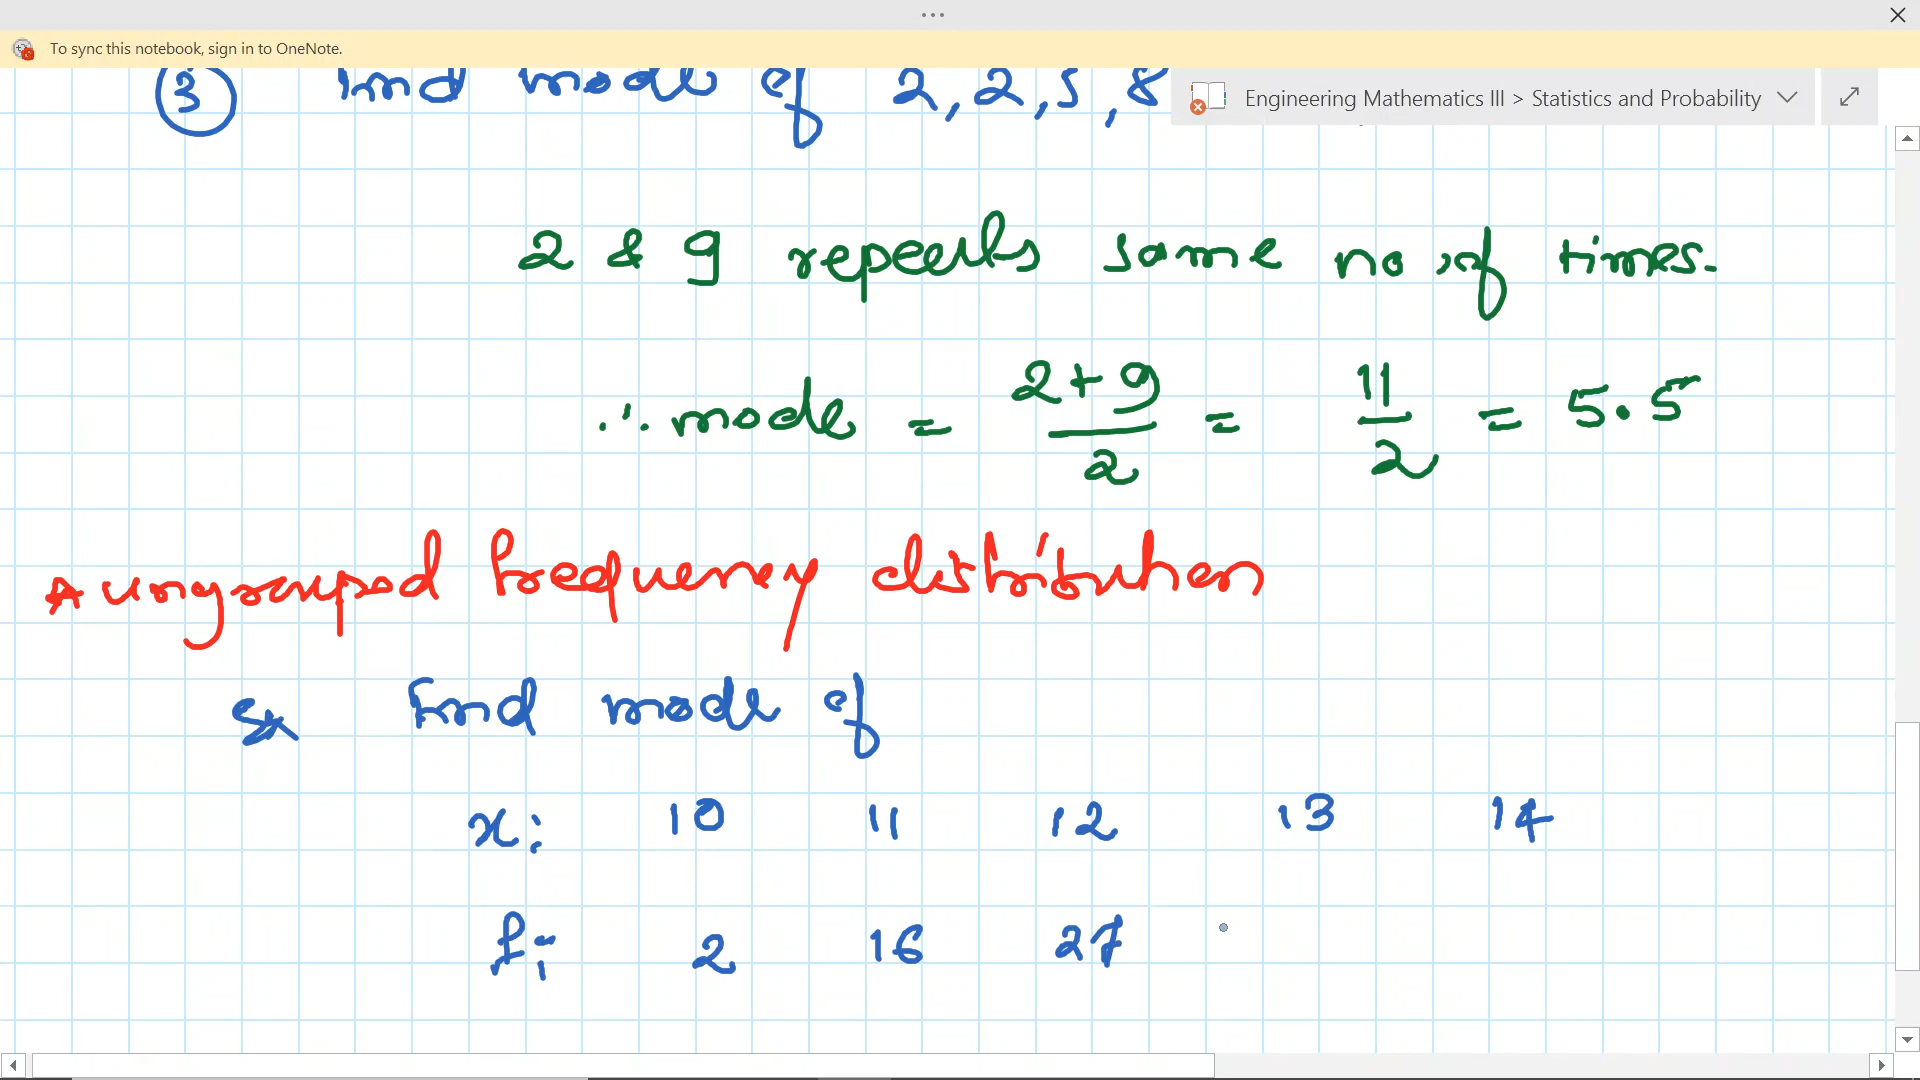 To sync this notebook, sign in to OneNote.
③ Find mode of 2, 2, 5, 8
Engineering Mathematics III > Statistics and Probability
2 & 9 repeats same no. of times.
∴ mode = 2+9/2 = 11/2 = 5.5
* ungrouped frequency distribution
Ex Find mode of
x: 10 11 12 13 14
f: 2 16 27